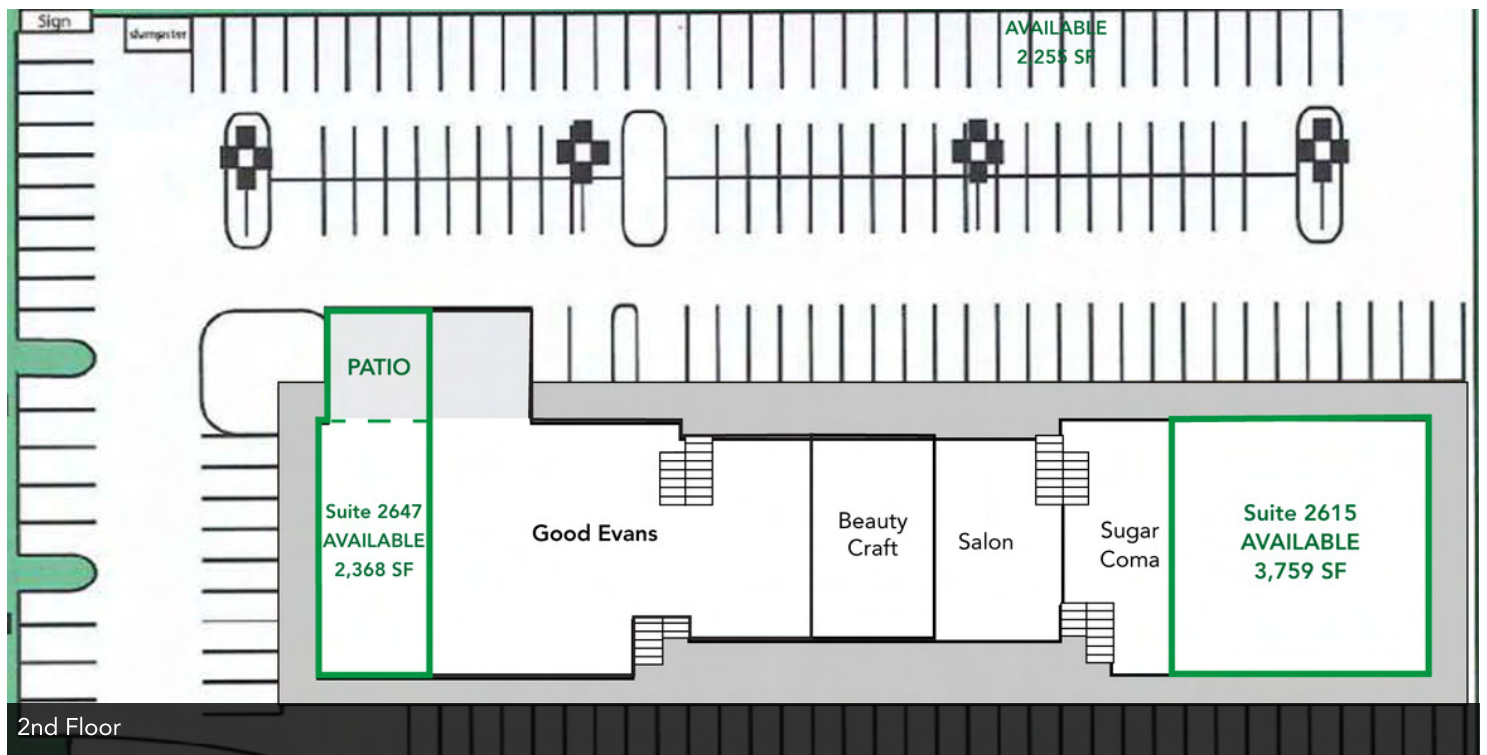 Sign
dumpster
AVAILABLE
2,255 SF
PATIO
Suite 2647
AVAILABLE
2,368 SF
Good Evans
Beauty
Craft
Salon
Sugar
Coma
Suite 2615
AVAILABLE
3,759 SF
2nd Floor